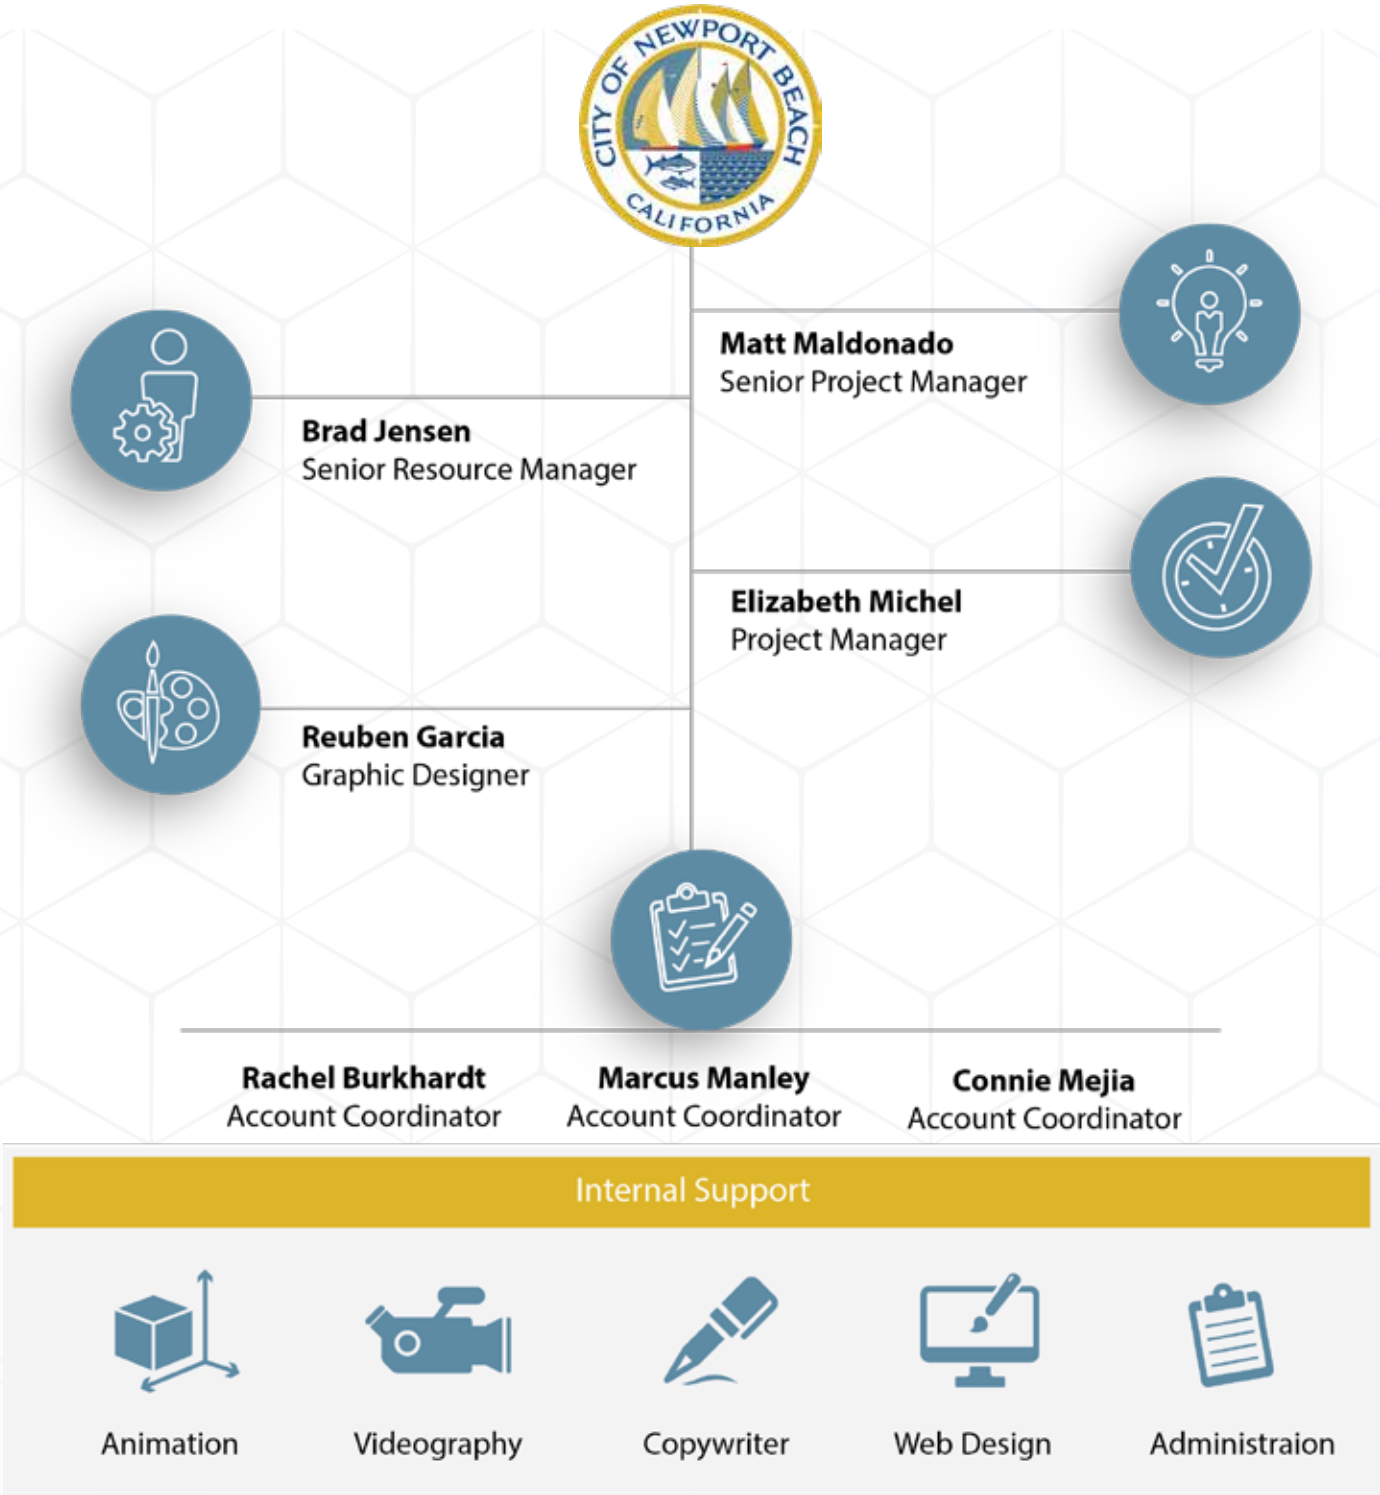 CITY OF NEWPORT BEACH
CALIFORNIA
Matt Maldonado
Senior Project Manager
Brad Jensen
Senior Resource Manager
Elizabeth Michel
Project Manager
Reuben Garcia
Graphic Designer
Rachel Burkhardt
Account Coordinator
Marcus Manley
Account Coordinator
Connie Mejia
Account Coordinator
Internal Support
Animation
Videography
Copywriter
Web Design
Administraion